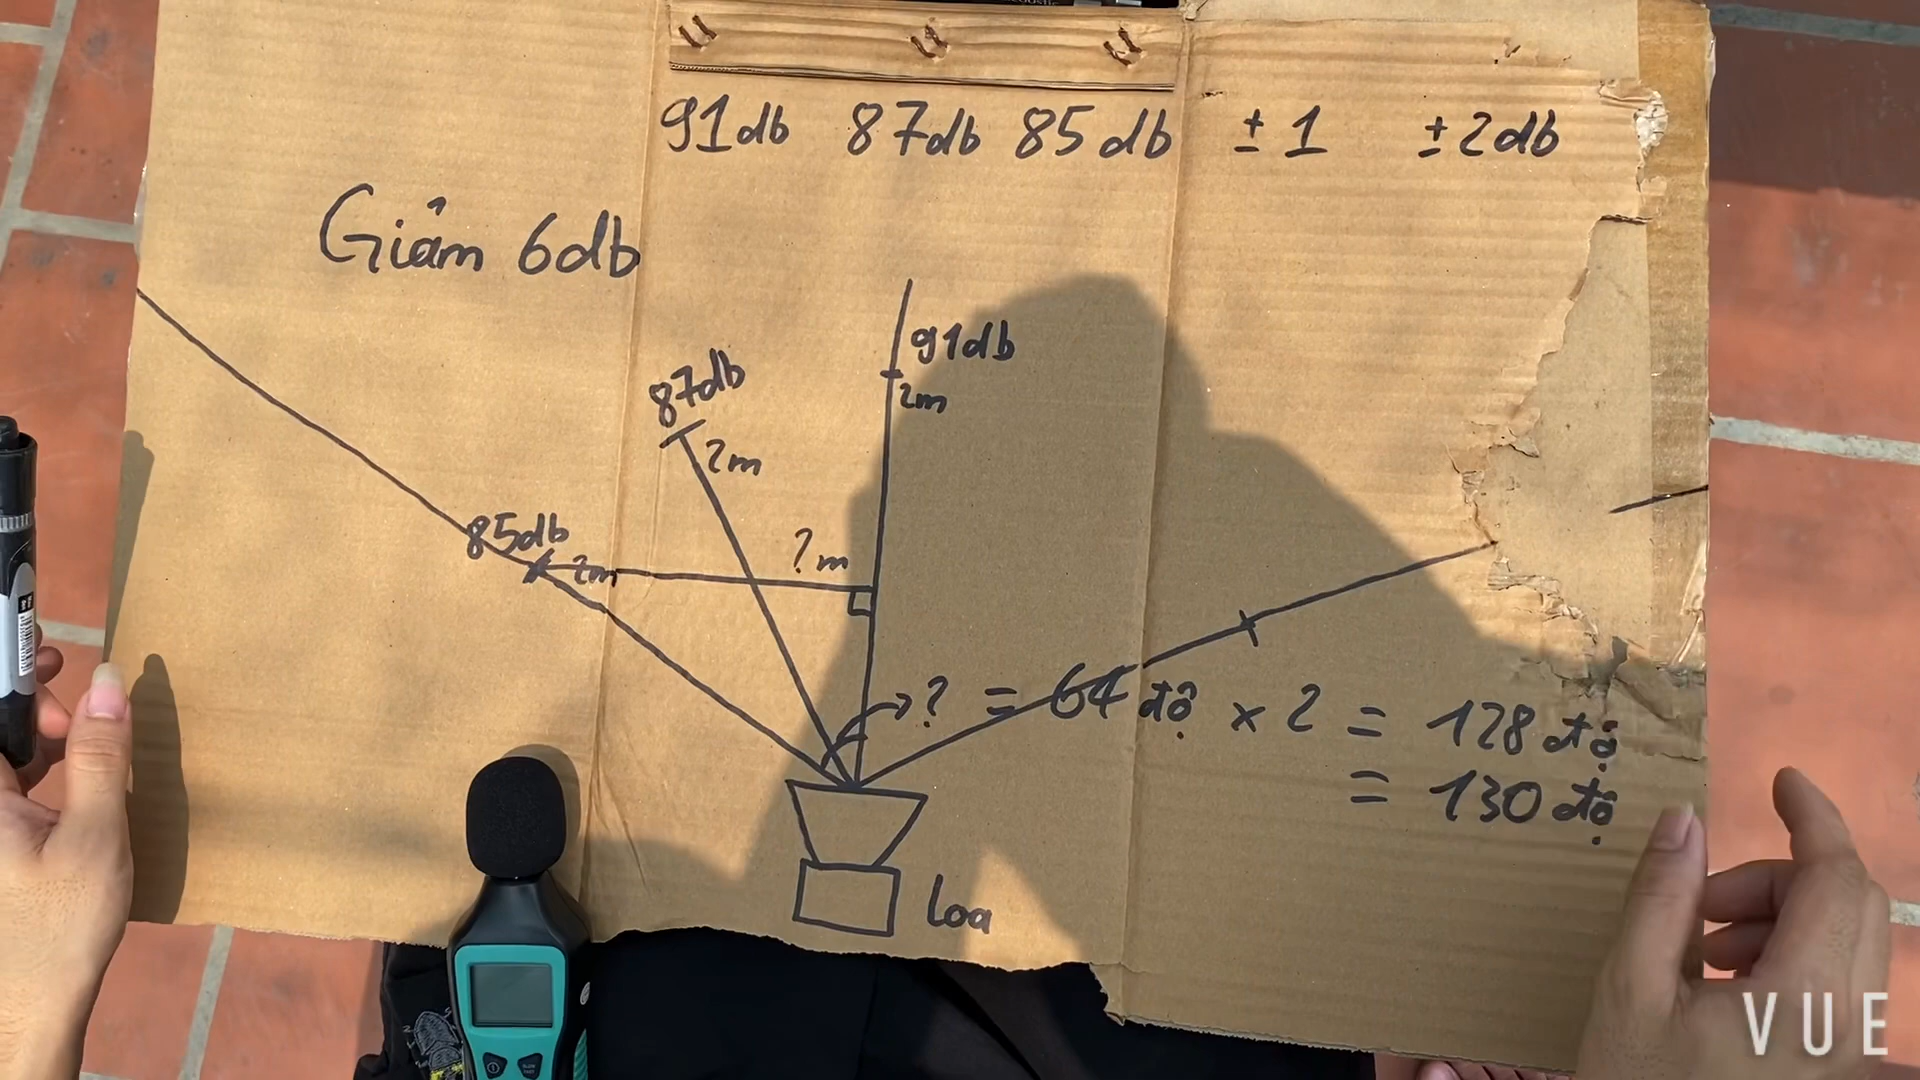 91db 87db 85db ± 1 ± 2db
Giảm 6db
91db
2m
87db
2m
85db
2m
? m
? = 64 độ x 2 = 128 độ
= 130 độ
Loa
VUE